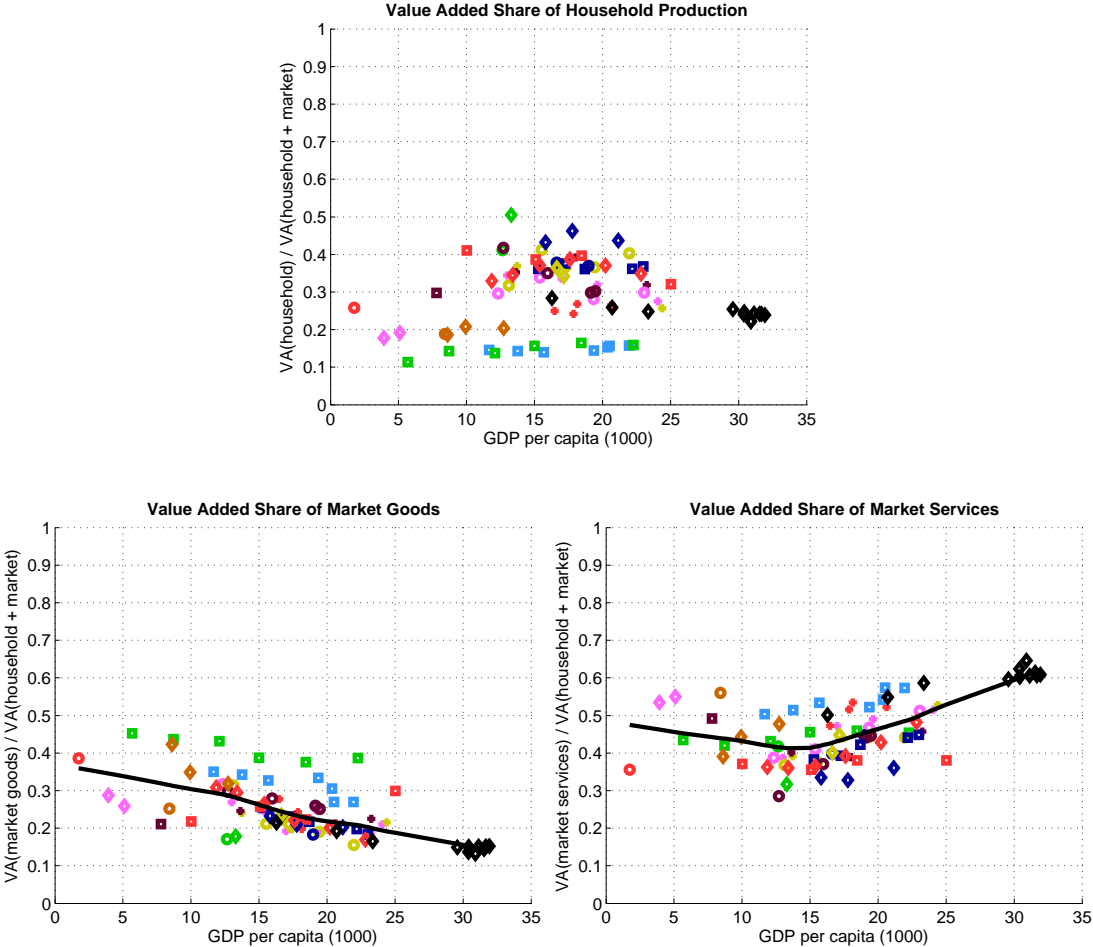 Value Added Share of Household Production
VA(household) / VA(household + market)
1
0.9
0.8
0.7
0.6
0.5
0.4
0.3
0.2
0.1
0
0 5 10 15 20 25 30 35
GDP per capita (1000)
Value Added Share of Market Goods
VA(market goods) / VA(household + market)
1
0.9
0.8
0.7
0.6
0.5
0.4
0.3
0.2
0.1
0
0 5 10 15 20 25 30 35
GDP per capita (1000)
Value Added Share of Market Services
VA(market services) / VA(household + market)
1
0.9
0.8
0.7
0.6
0.5
0.4
0.3
0.2
0.1
0
0 5 10 15 20 25 30 35
GDP per capita (1000)